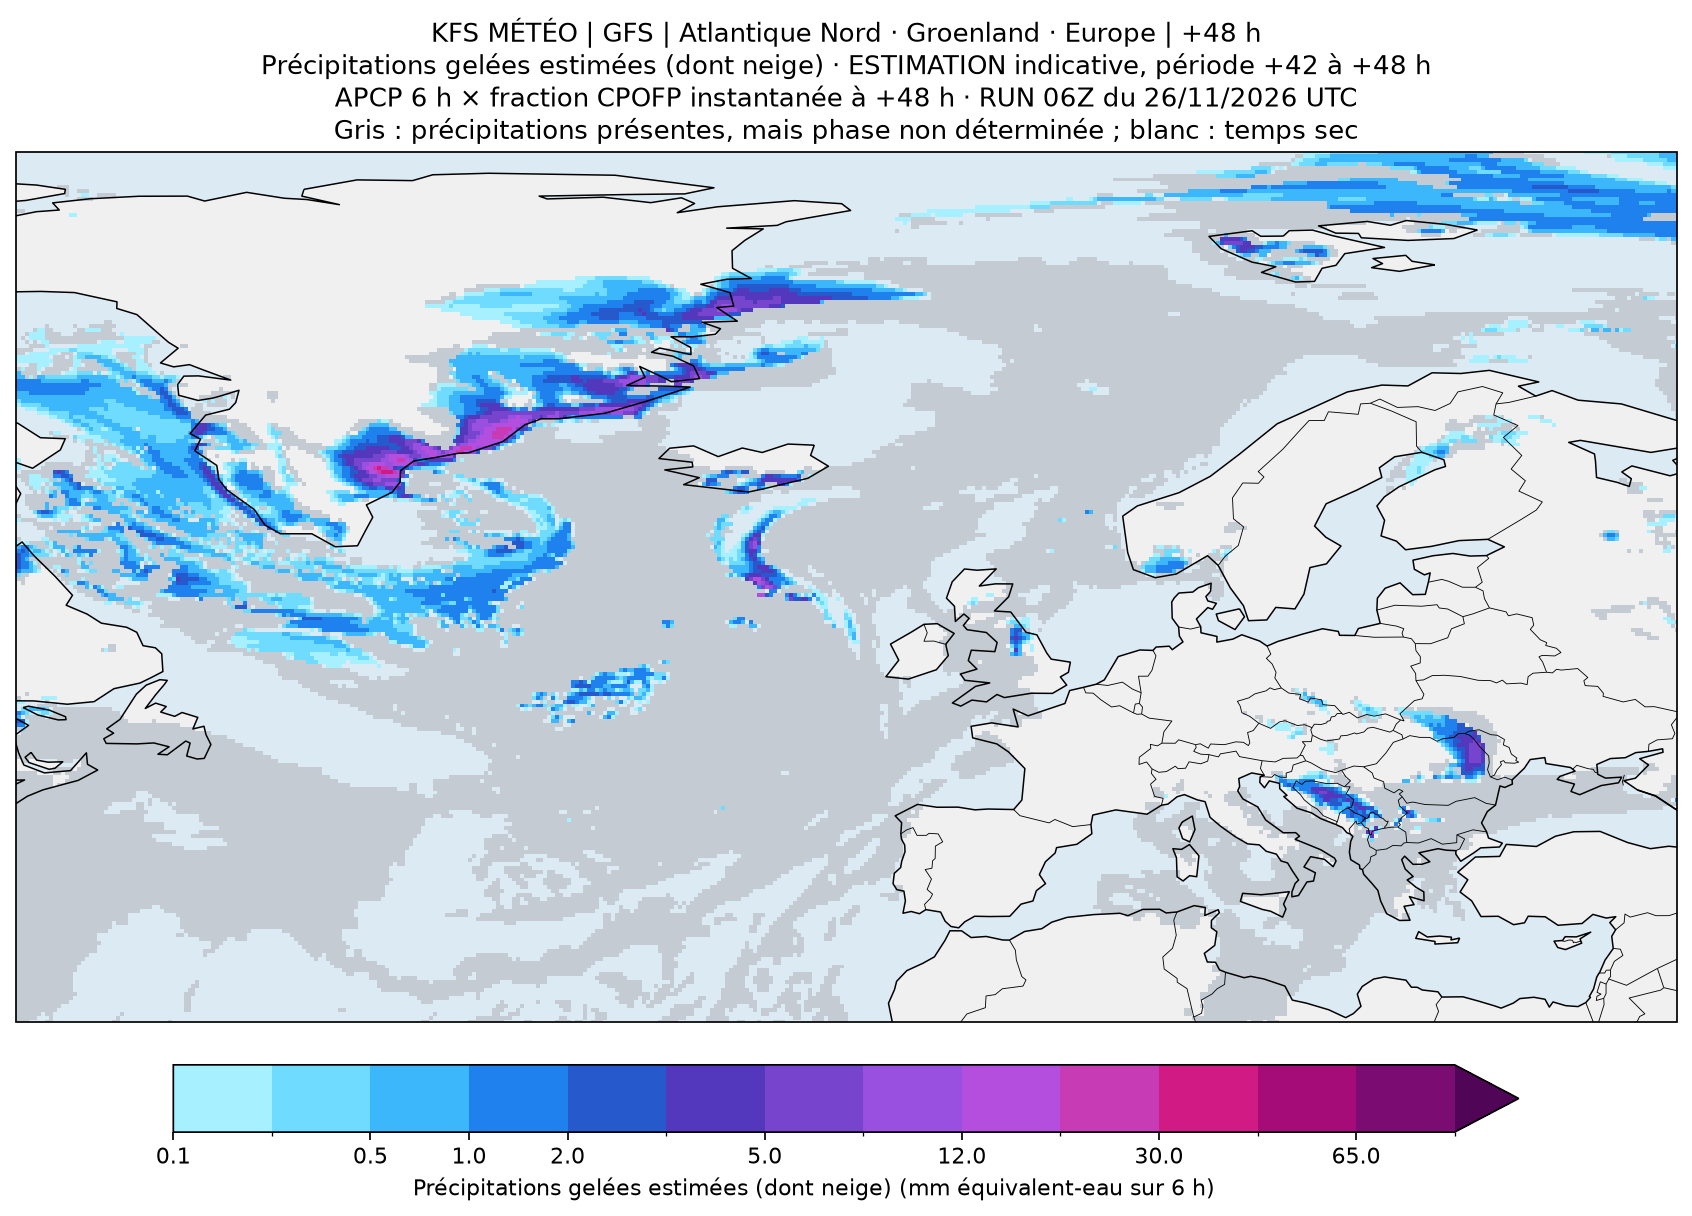 KFS MÉTÉO | GFS | Atlantique Nord · Groenland · Europe | +48 h
Précipitations gelées estimées (dont neige) · ESTIMATION indicative, période +42 à +48 h
APCP 6 h × fraction CPOFP instantanée à +48 h · RUN 06Z du 26/11/2026 UTC
Gris : précipitations présentes, mais phase non déterminée ; blanc : temps sec
0.1 0.5 1.0 2.0 5.0 12.0 30.0 65.0
Précipitations gelées estimées (dont neige) (mm équivalent-eau sur 6 h)